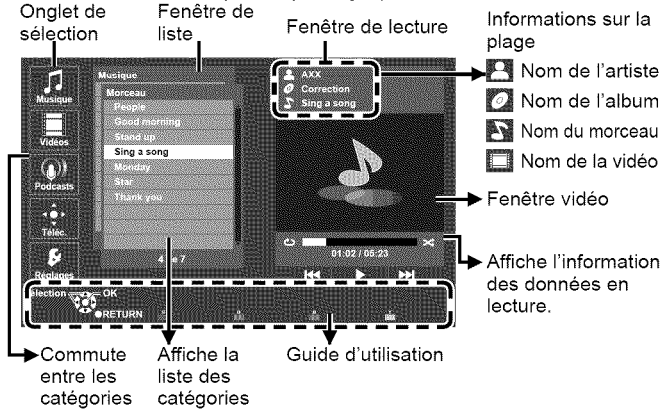 Onglet de
sélection
Fenêtre de
liste
Fenêtre de lecture
Informations sur la
plage
Nom de l'artiste
Nom de l'album
Nom du morceau
Nom de la vidéo
Fenêtre vidéo
Affiche l'information
des données en
lecture.
Musique
Vidéos
Podcasts
Téléc.
Réglages
Musique
Morceau
People
Good morning
Stand up
Sing a song
Monday
Star
Thank you
4 de 7
AXX
Correction
Sing a song
01:02 / 05:23
OK
RETURN
Commute
entre les
catégories
Affiche la
liste des
catégories
Guide d'utilisation